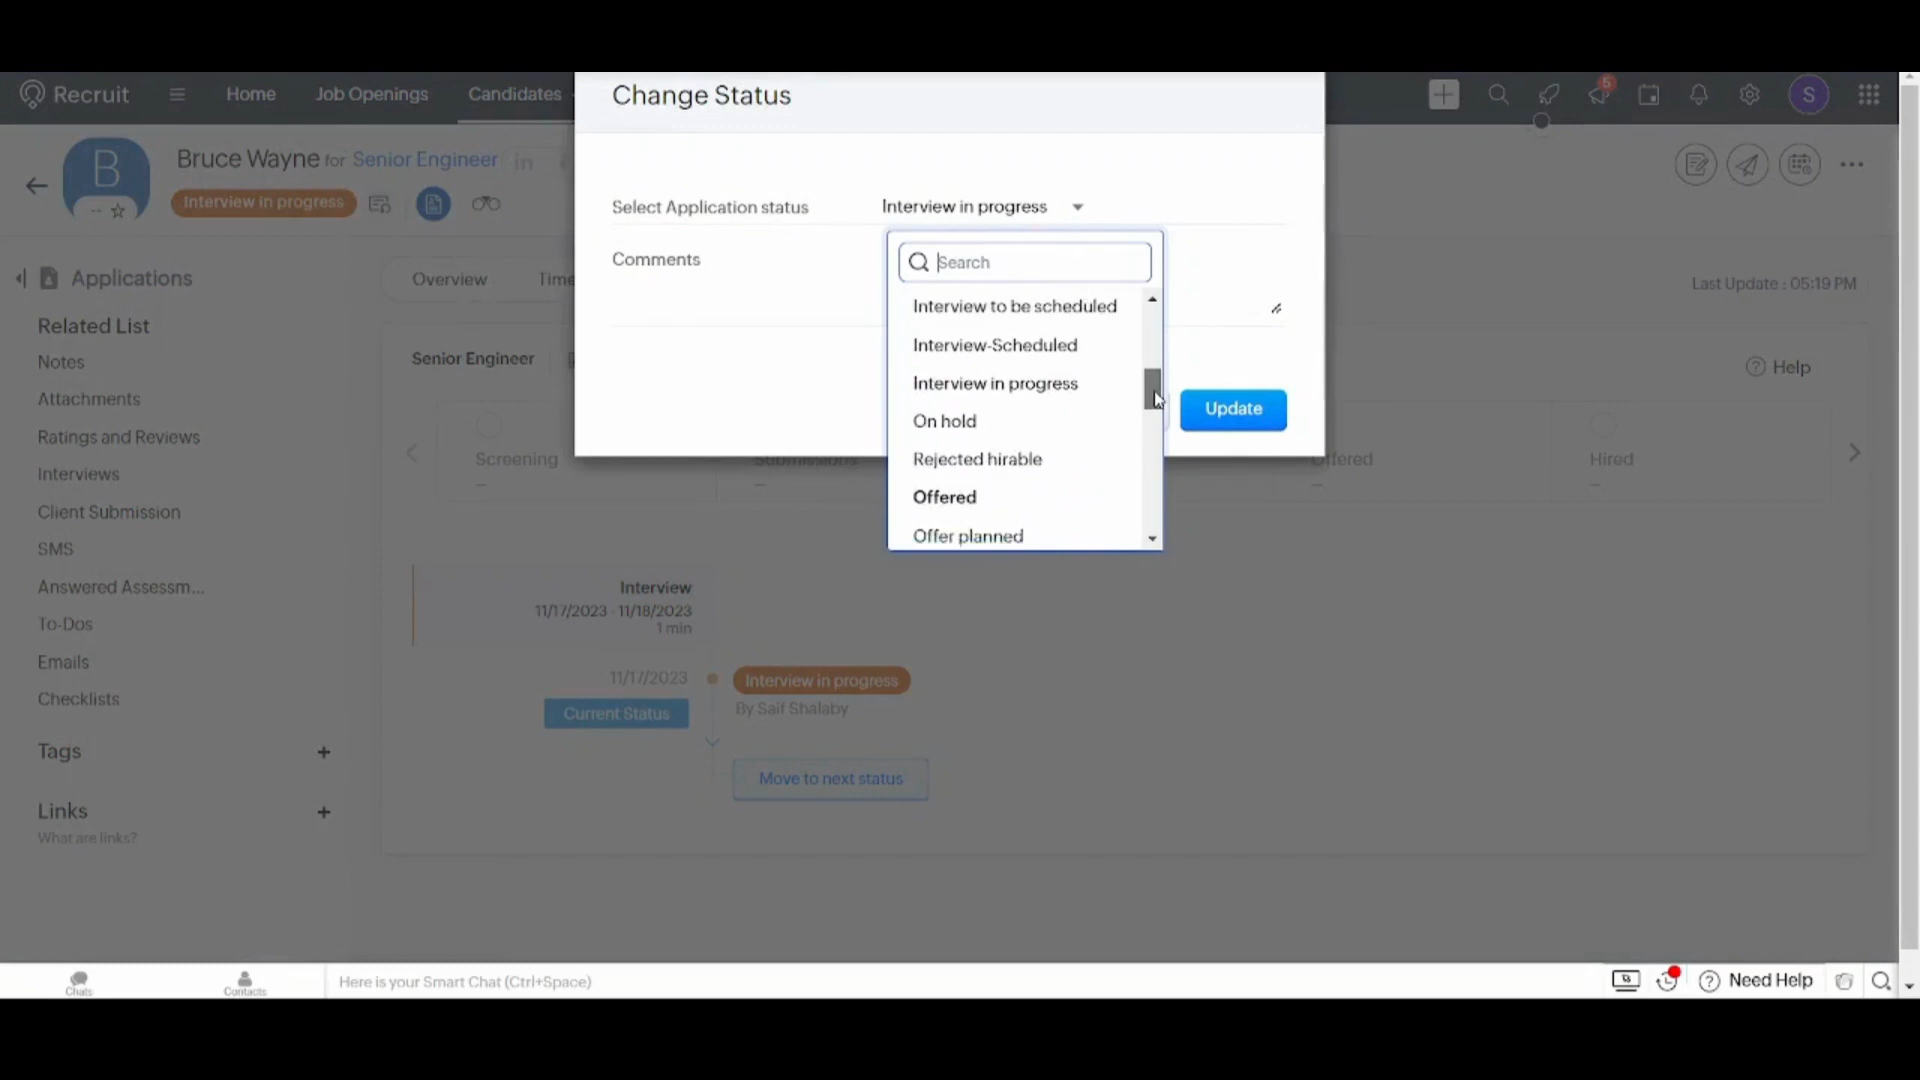 Recruit
Home
Job Openings
Candidates
Change Status
5
S
B
--
Bruce Wayne for Senior Engineer
in
Interview in progress
Select Application status
Interview in progress
Comments
Search
Interview to be scheduled
Interview-Scheduled
Interview in progress
On hold
Rejected hirable
Offered
Offer planned
Update
Applications
Overview
Time
Last Update : 05:19 PM
Related List
Notes
Attachments
Ratings and Reviews
Interviews
Client Submission
SMS
Answered Assessm...
To-Dos
Emails
Checklists
Tags
Links
What are links?
Senior Engineer
Help
Screening
–
Submissions
–
Offered
–
Hired
–
Interview
11/17/2023 - 11/18/2023
1 min
11/17/2023
Interview in progress
Current Status
By Saif Shalaby
Move to next status
Chats
Contacts
Here is your Smart Chat (Ctrl+Space)
Need Help